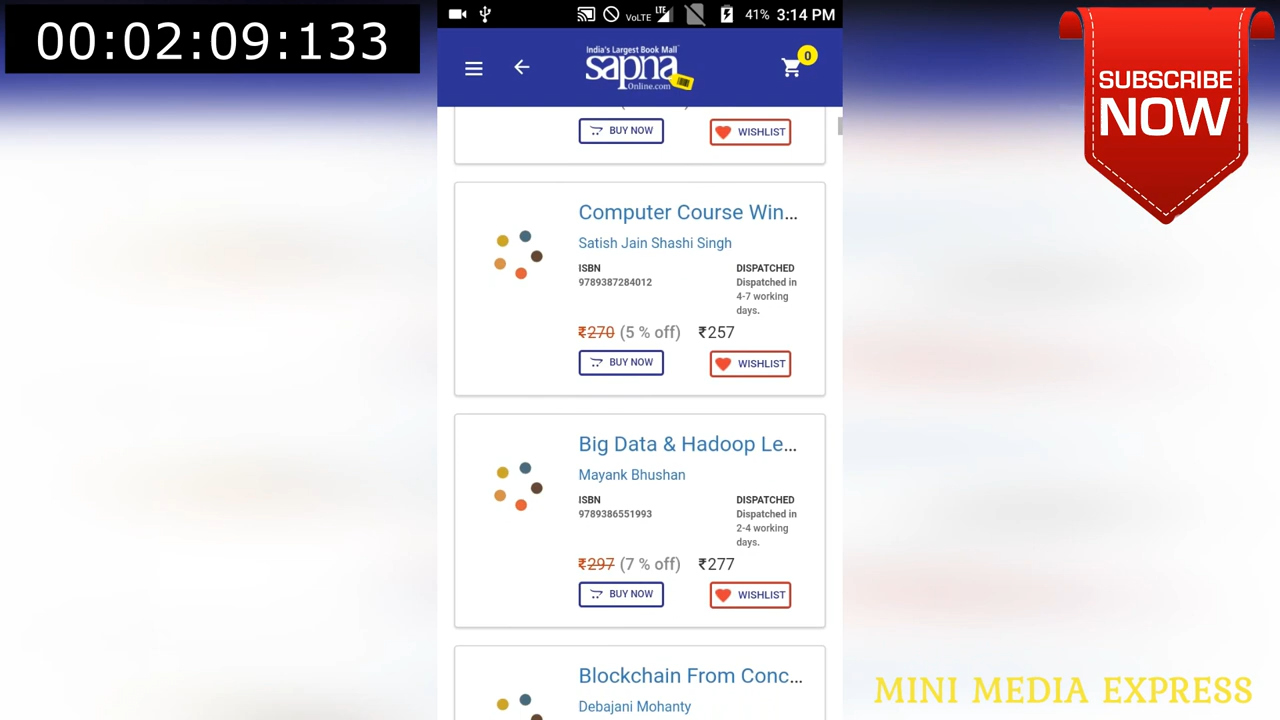 00:02:09:133
VoLTE LTE 41% 3:14 PM
India's Largest Book Mall
sapna
Online.com
0
SUBSCRIBE
NOW
BUY NOW WISHLIST
Computer Course Win...
Satish Jain Shashi Singh
ISBN DISPATCHED
9789387284012 Dispatched in
4-7 working
days.
₹270 (5 % off) ₹257
BUY NOW WISHLIST
Big Data & Hadoop Le...
Mayank Bhushan
ISBN DISPATCHED
9789386551993 Dispatched in
2-4 working
days.
₹297 (7 % off) ₹277
BUY NOW WISHLIST
Blockchain From Conc...
Debajani Mohanty
MINI MEDIA EXPRESS